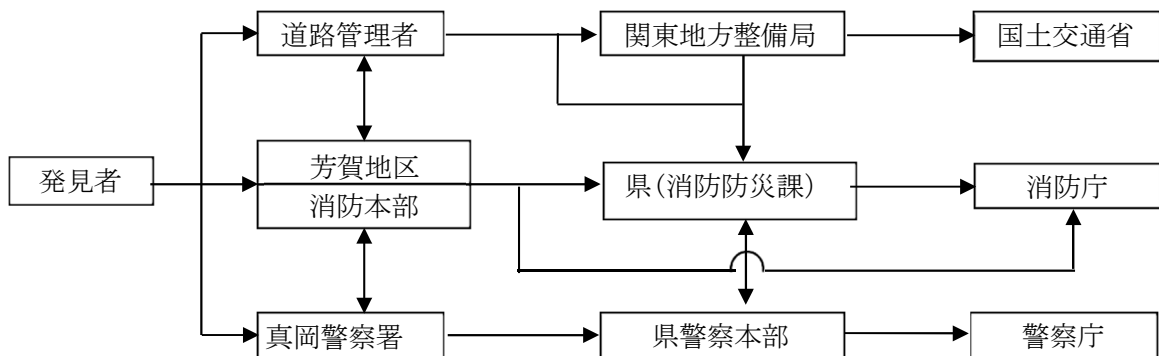 道路管理者
関東地方整備局
国土交通省
発見者
芳賀地区
消防本部
県(消防防災課)
消防庁
真岡警察署
県警察本部
警察庁